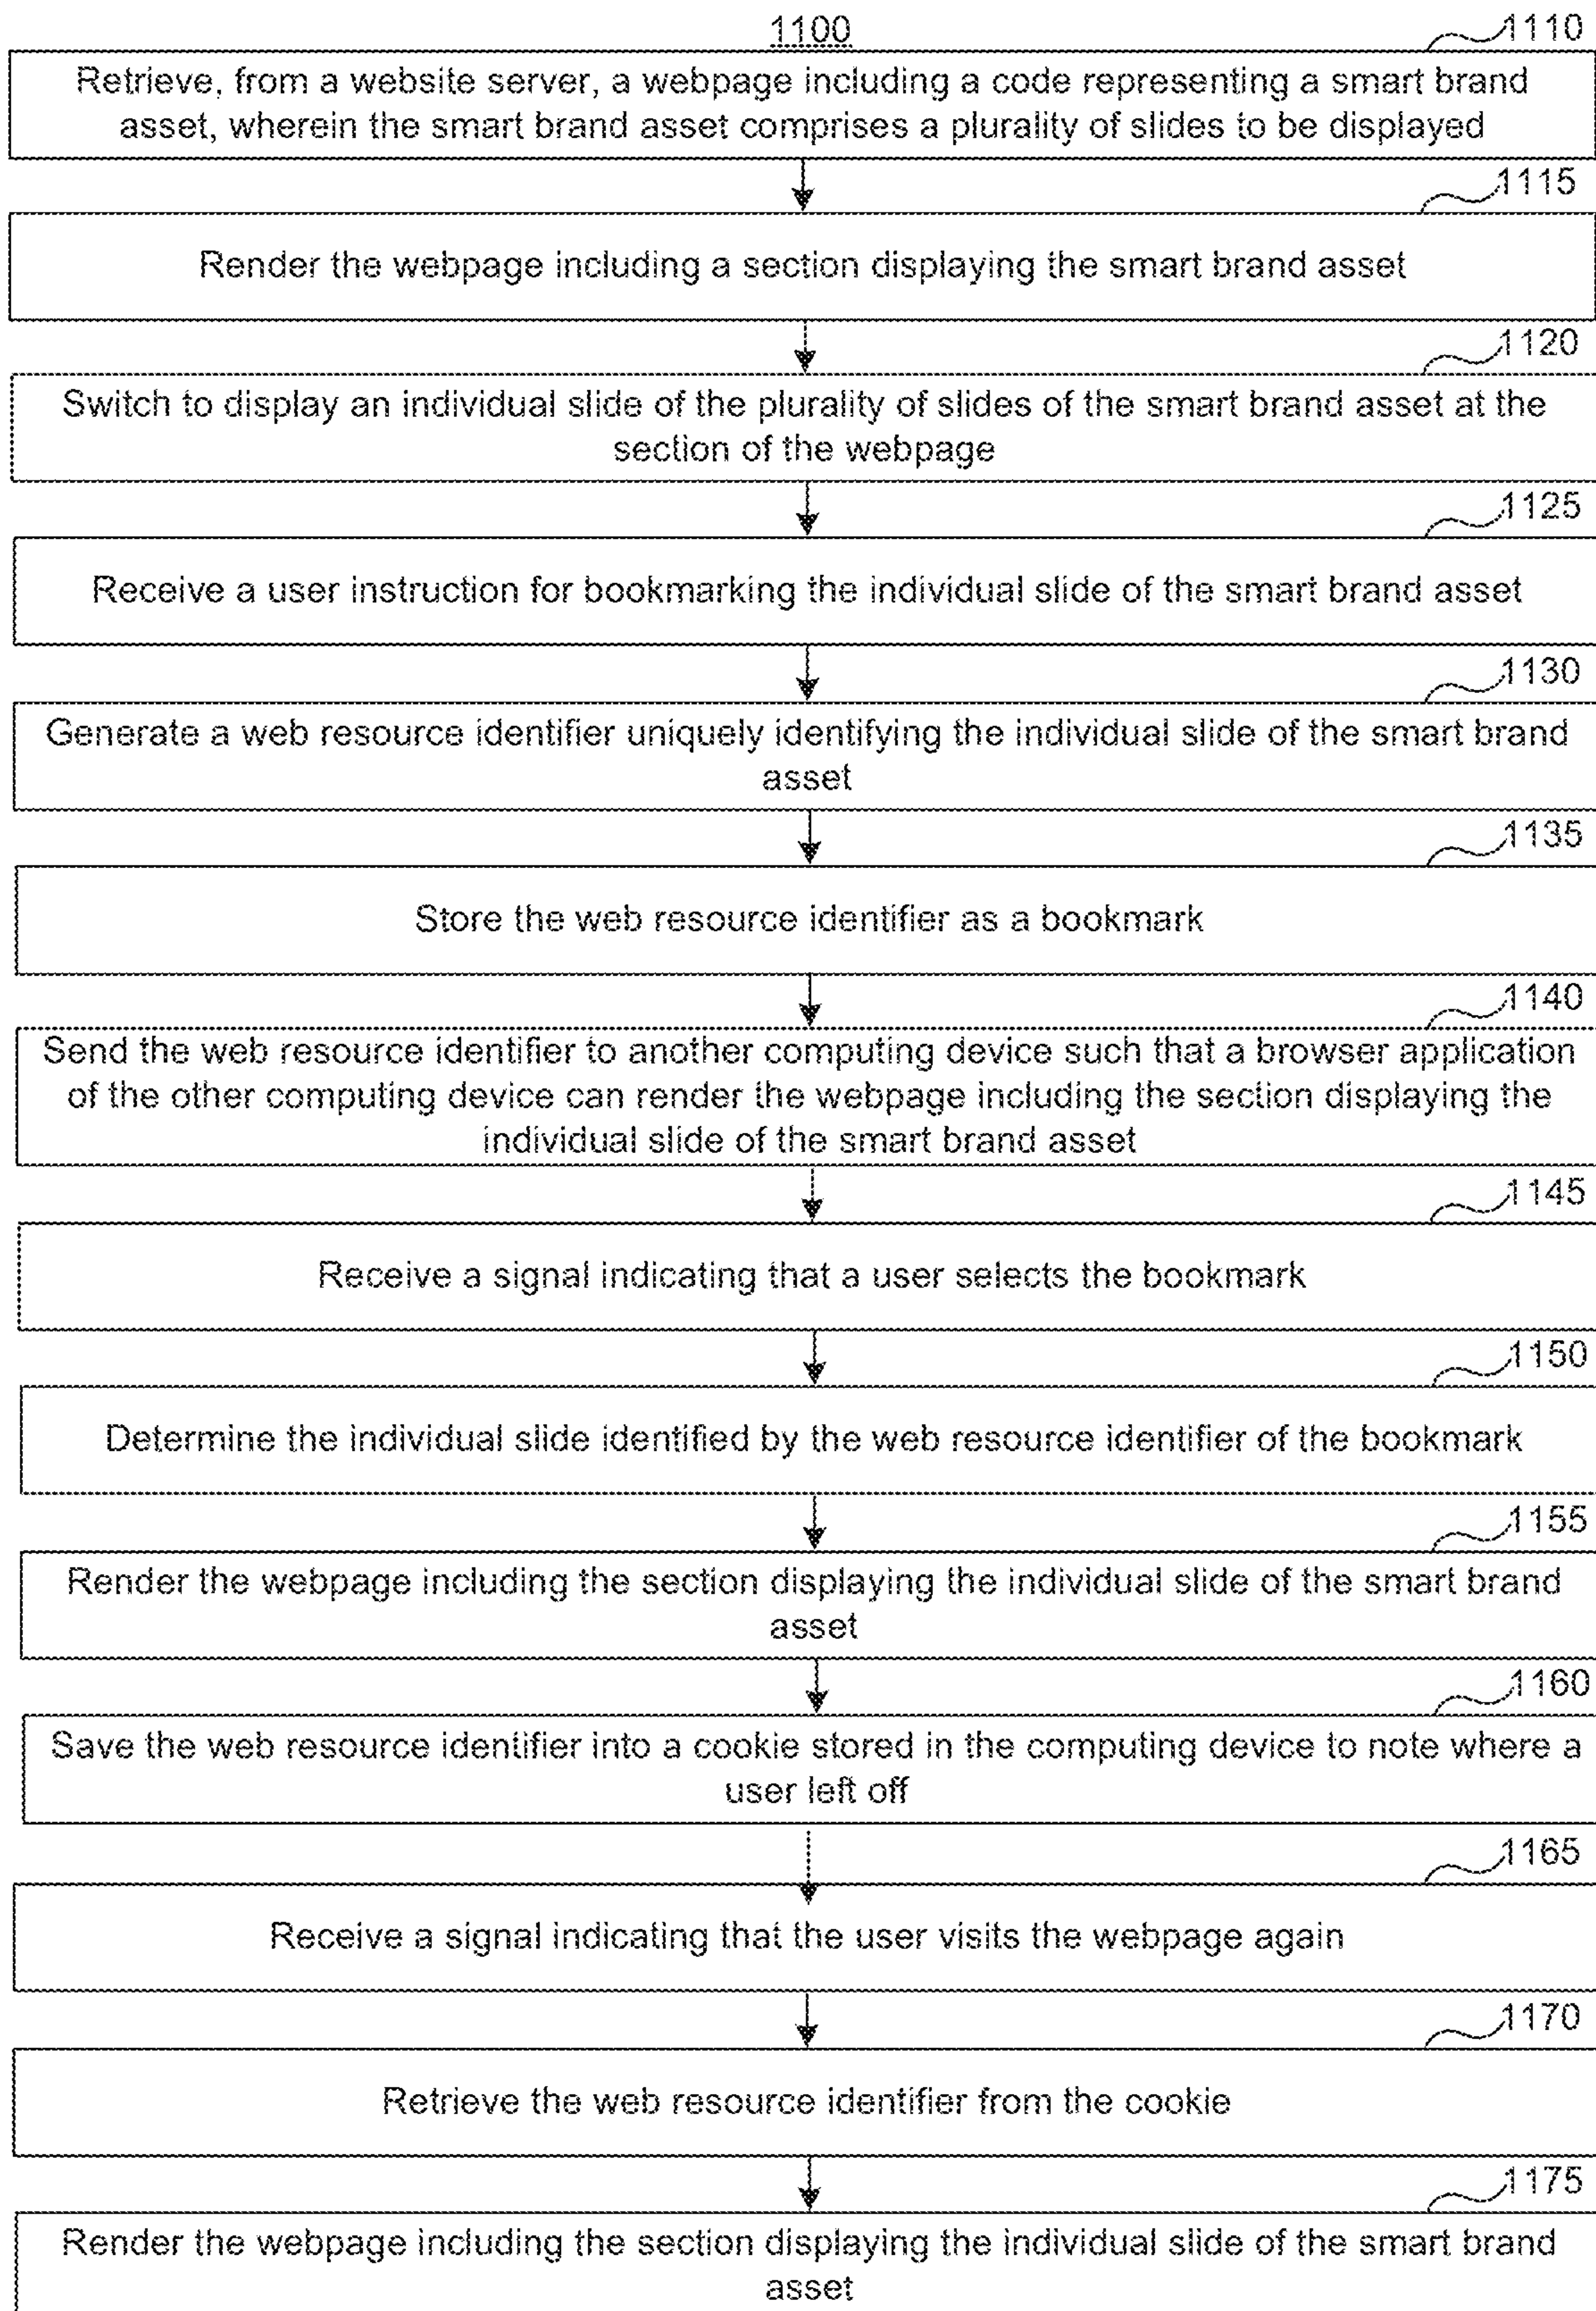 1100
1110
Retrieve, from a website server, a webpage including a code representing a smart brand
asset, wherein the smart brand asset comprises a plurality of slides to be displayed
1115
Render the webpage including a section displaying the smart brand asset
1120
Switch to display an individual slide of the plurality of slides of the smart brand asset at the
section of the webpage
1125
Receive a user instruction for bookmarking the individual slide of the smart brand asset
1130
Generate a web resource identifier uniquely identifying the individual slide of the smart brand
asset
1135
Store the web resource identifier as a bookmark
1140
Send the web resource identifier to another computing device such that a browser application
of the other computing device can render the webpage including the section displaying the
individual slide of the smart brand asset
1145
Receive a signal indicating that a user selects the bookmark
1150
Determine the individual slide identified by the web resource identifier of the bookmark
1155
Render the webpage including the section displaying the individual slide of the smart brand
asset
1160
Save the web resource identifier into a cookie stored in the computing device to note where a
user left off
1165
Receive a signal indicating that the user visits the webpage again
1170
Retrieve the web resource identifier from the cookie
1175
Render the webpage including the section displaying the individual slide of the smart brand
asset